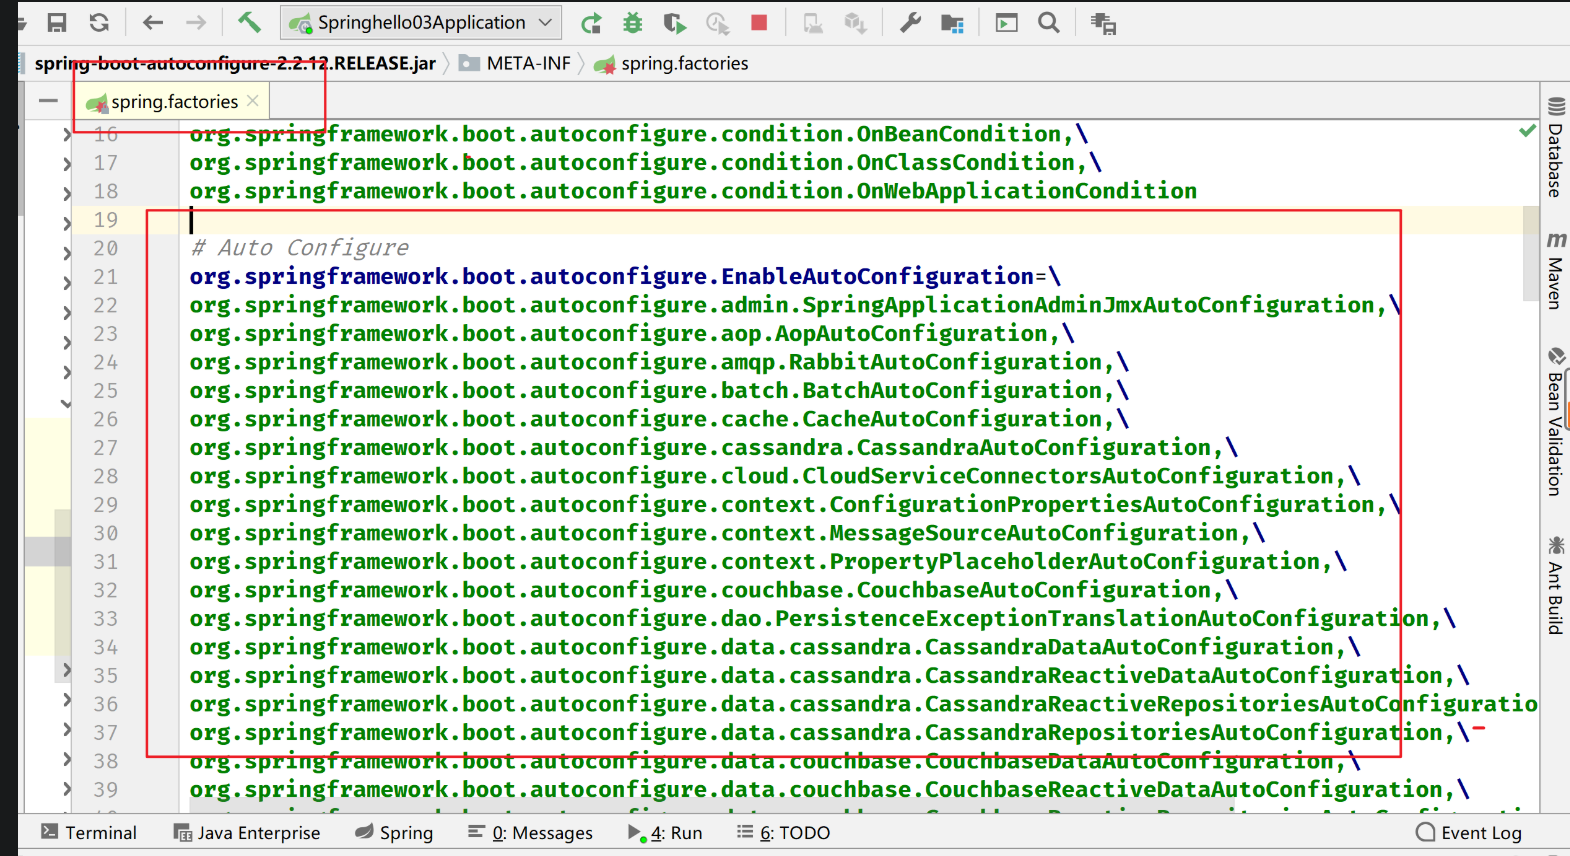 Springhello03Application
spring-boot-autoconfigure-2.2.12.RELEASE.jar META-INF spring.factories
spring.factories
16 org.springframework.boot.autoconfigure.condition.OnBeanCondition,\
17 org.springframework.boot.autoconfigure.condition.OnClassCondition,\
18 org.springframework.boot.autoconfigure.condition.OnWebApplicationCondition
19
20 # Auto Configure
21 org.springframework.boot.autoconfigure.EnableAutoConfiguration=\
22 org.springframework.boot.autoconfigure.admin.SpringApplicationAdminJmxAutoConfiguration,\
23 org.springframework.boot.autoconfigure.aop.AopAutoConfiguration,\
24 org.springframework.boot.autoconfigure.amqp.RabbitAutoConfiguration,\
25 org.springframework.boot.autoconfigure.batch.BatchAutoConfiguration,\
26 org.springframework.boot.autoconfigure.cache.CacheAutoConfiguration,\
27 org.springframework.boot.autoconfigure.cassandra.CassandraAutoConfiguration,\
28 org.springframework.boot.autoconfigure.cloud.CloudServiceConnectorsAutoConfiguration,\
29 org.springframework.boot.autoconfigure.context.ConfigurationPropertiesAutoConfiguration,\
30 org.springframework.boot.autoconfigure.context.MessageSourceAutoConfiguration,\
31 org.springframework.boot.autoconfigure.context.PropertyPlaceholderAutoConfiguration,\
32 org.springframework.boot.autoconfigure.couchbase.CouchbaseAutoConfiguration,\
33 org.springframework.boot.autoconfigure.dao.PersistenceExceptionTranslationAutoConfiguration,\
34 org.springframework.boot.autoconfigure.data.cassandra.CassandraDataAutoConfiguration,\
35 org.springframework.boot.autoconfigure.data.cassandra.CassandraReactiveDataAutoConfiguration,\
36 org.springframework.boot.autoconfigure.data.cassandra.CassandraReactiveRepositoriesAutoConfiguratio
37 org.springframework.boot.autoconfigure.data.cassandra.CassandraRepositoriesAutoConfiguration,\
38 org.springframework.boot.autoconfigure.data.couchbase.CouchbaseDataAutoConfiguration,\
39 org.springframework.boot.autoconfigure.data.couchbase.CouchbaseReactiveDataAutoConfiguration,\
Database
m Maven
Bean Validation
Ant Build
Terminal Java Enterprise Spring 0: Messages 4: Run 6: TODO Event Log